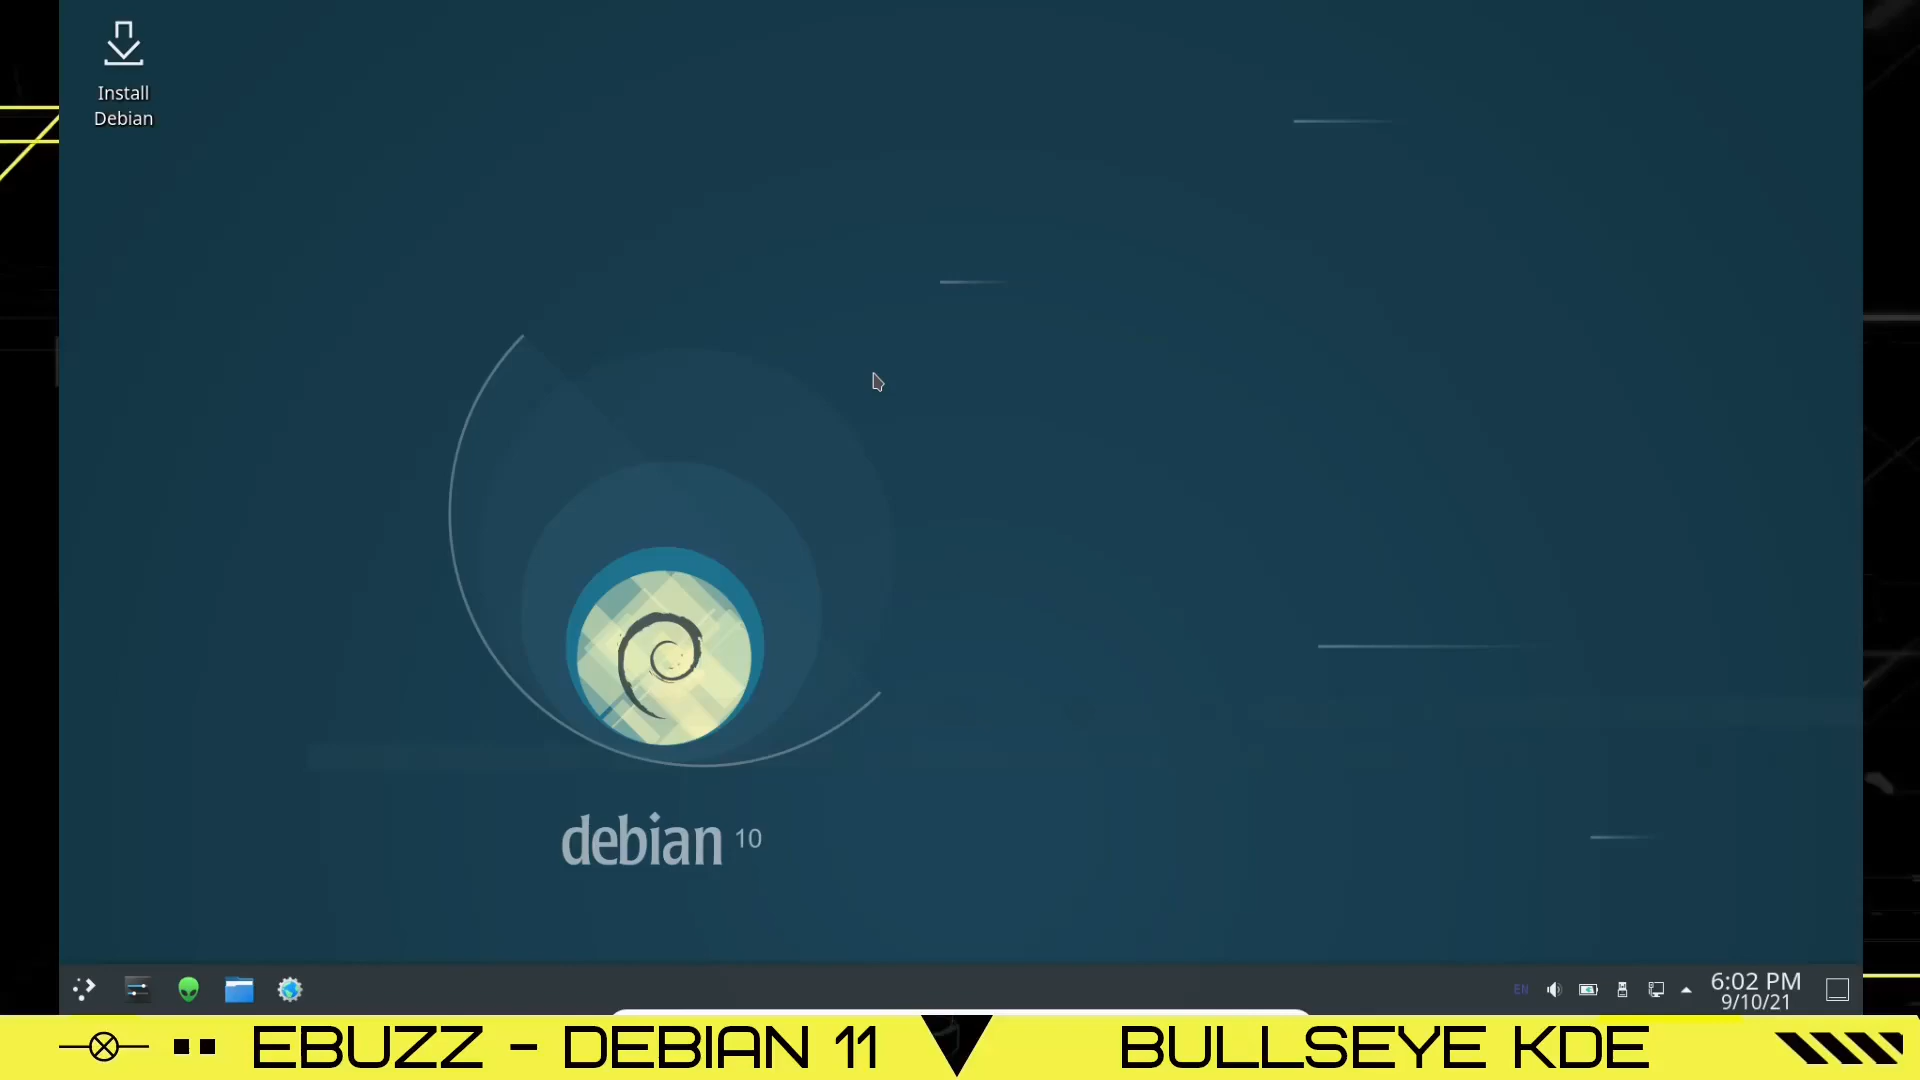 Install
Debian
debian 10
EN
6:02 PM
9/10/21
EBUZZ - DEBIAN 11
BULLSEYE KDE